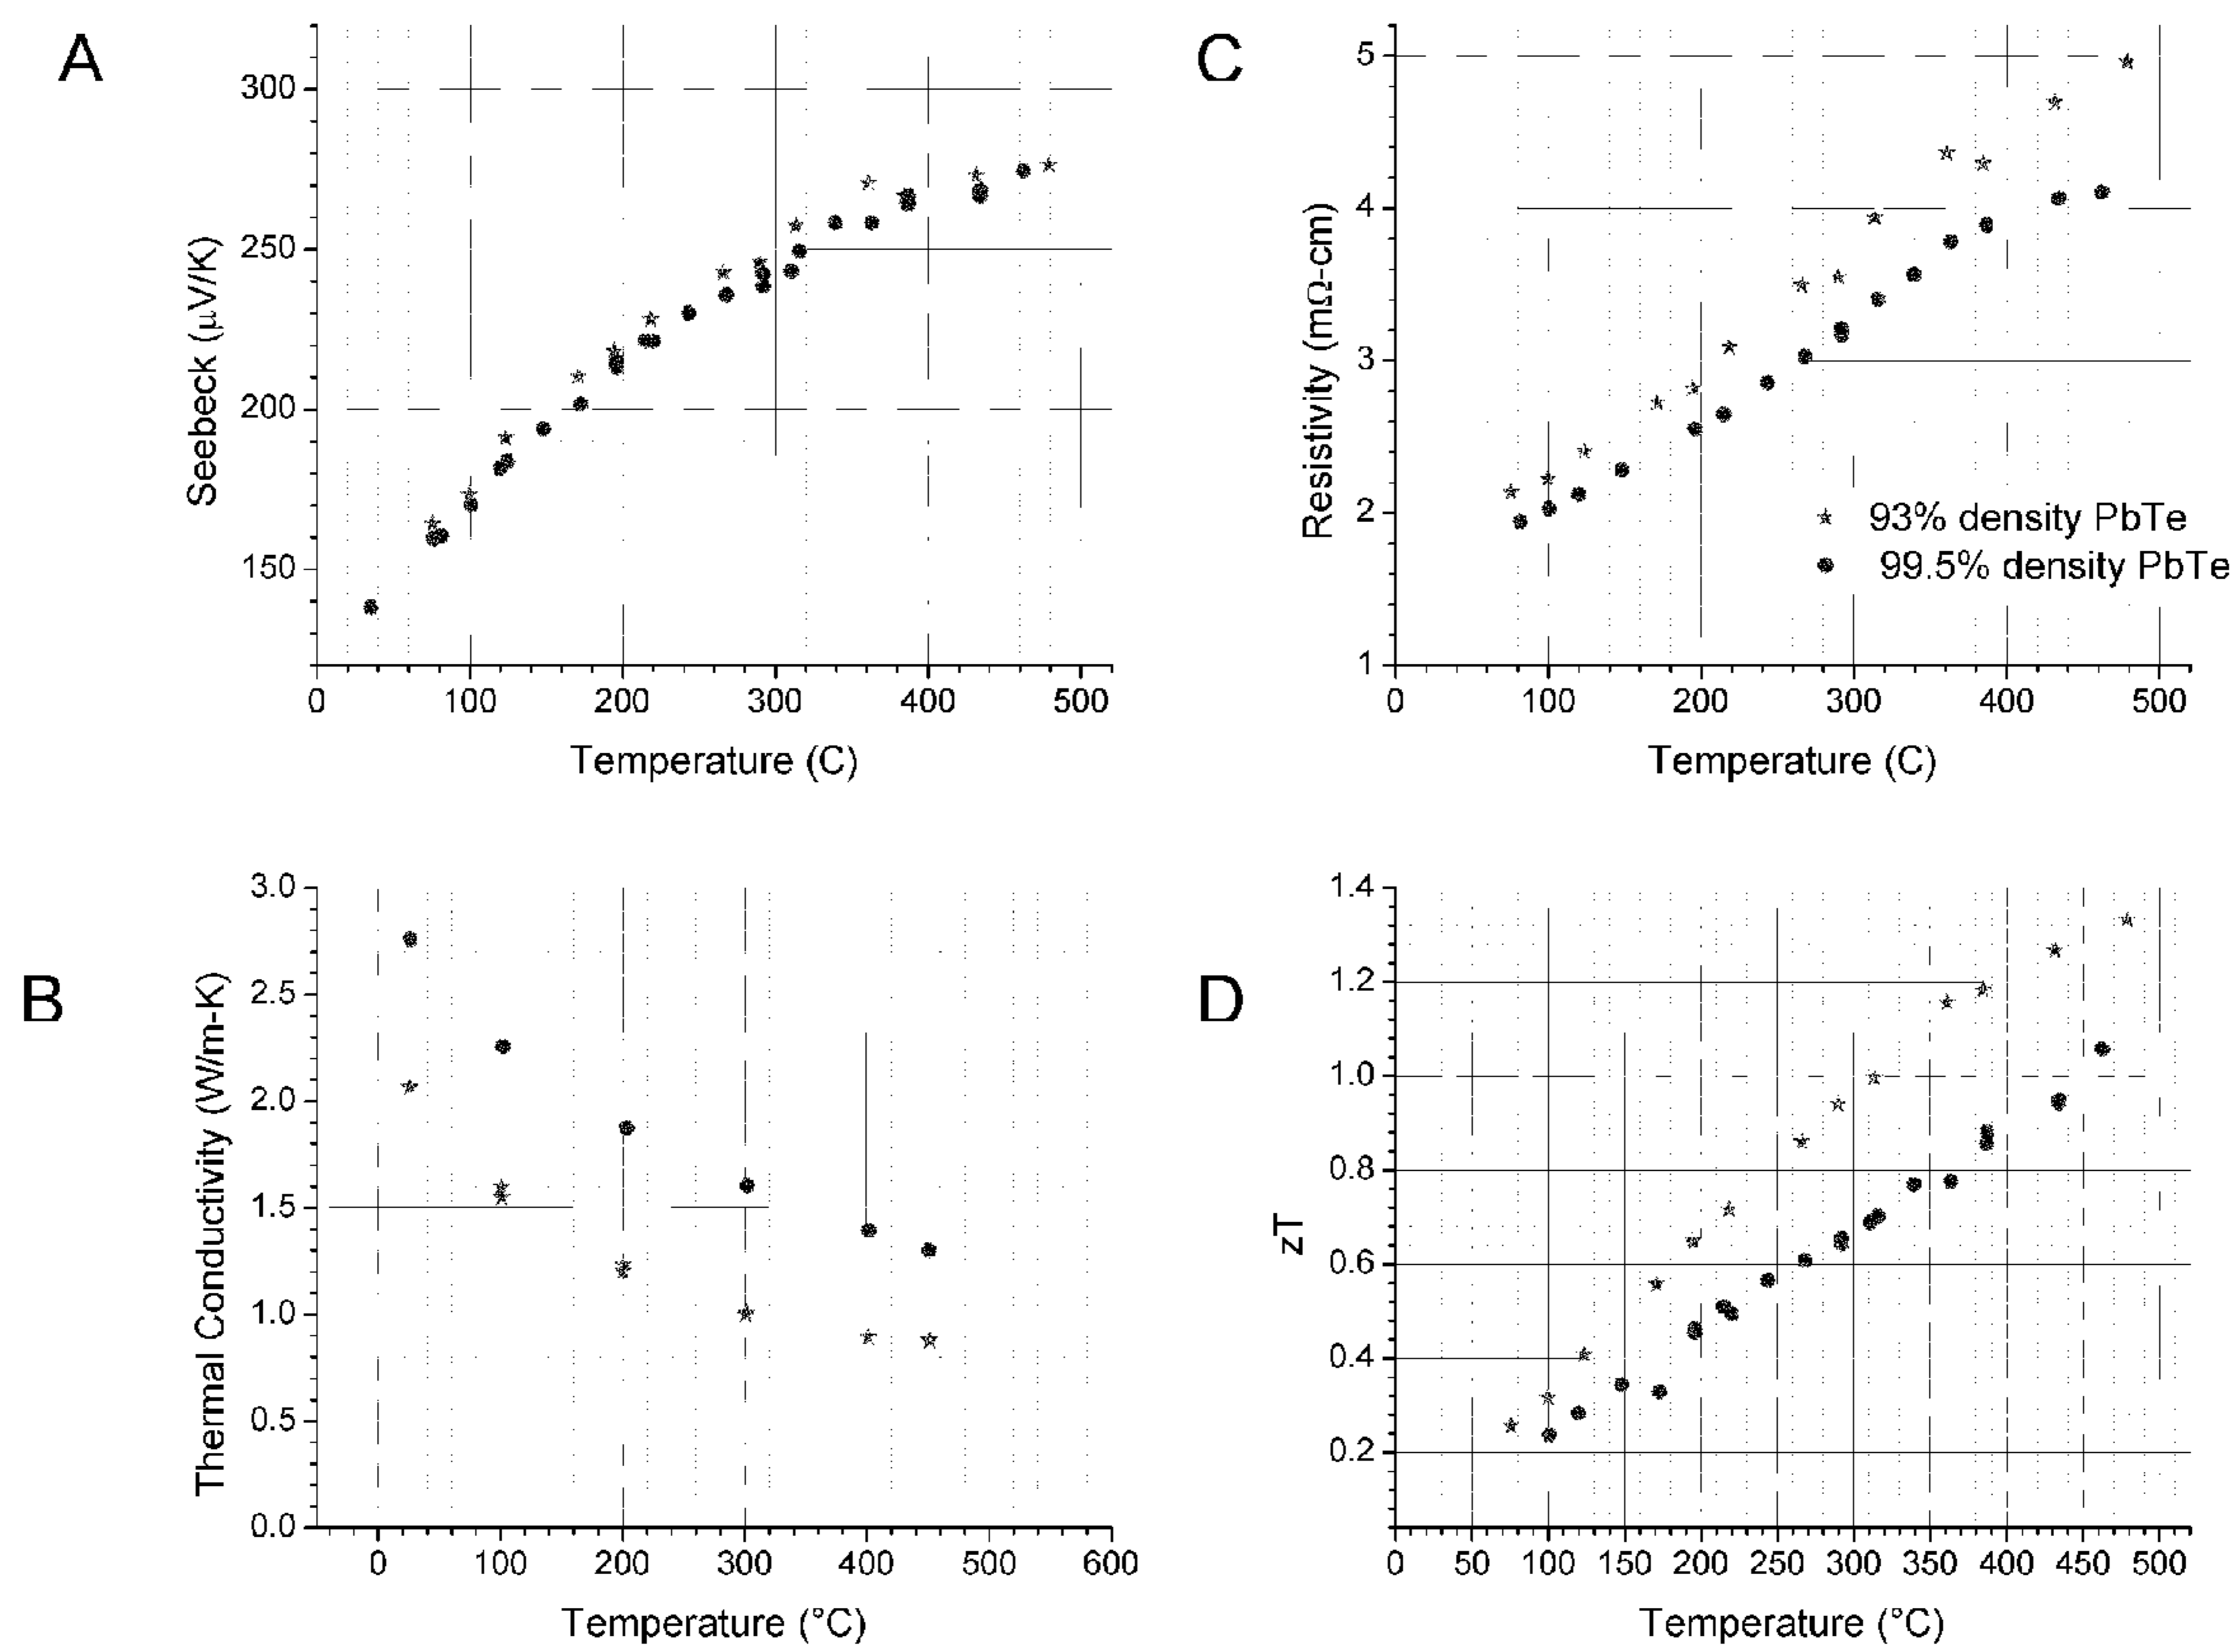 A
300
250
200
150
Seebeck (μV/K)
0 100 200 300 400 500
Temperature (C)
C
5
4
3
2
1
Resistivity (mΩ-cm)
93% density PbTe
99.5% density PbTe
0 100 200 300 400 500
Temperature (C)
B
3.0
2.5
2.0
1.5
1.0
0.5
0.0
Thermal Conductivity (W/m-K)
0 100 200 300 400 500 600
Temperature (°C)
D
1.4
1.2
1.0
0.8
0.6
0.4
0.2
zT
0 50 100 150 200 250 300 350 400 450 500
Temperature (°C)